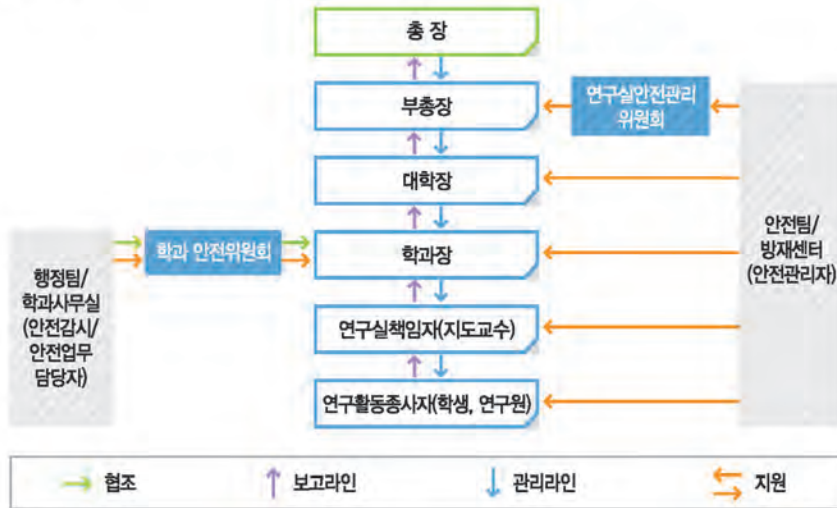 총 장
부총장
연구실안전관리
위원회
대학장
안전팀/
방재센터
(안전관리자)
학과 안전위원회
학과장
행정팀/
학과사무실
(안전감시/
안전업무
담당자)
연구실책임자(지도교수)
연구활동종사자(학생, 연구원)
협조
보고라인
관리라인
지원